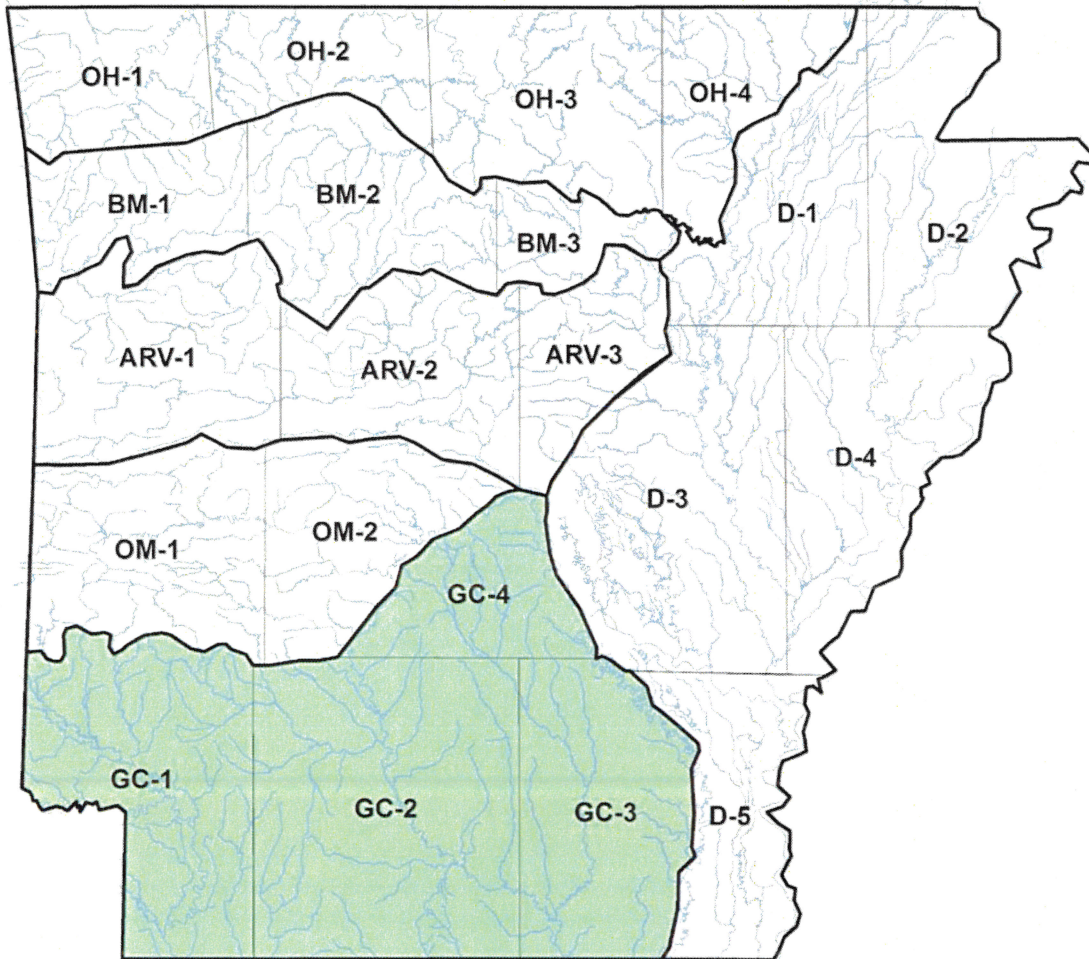 OH-1
OH-2
OH-3
OH-4
BM-1
BM-2
BM-3
D-1
D-2
ARV-1
ARV-2
ARV-3
D-3
D-4
OM-1
OM-2
GC-4
GC-1
GC-2
GC-3
D-5